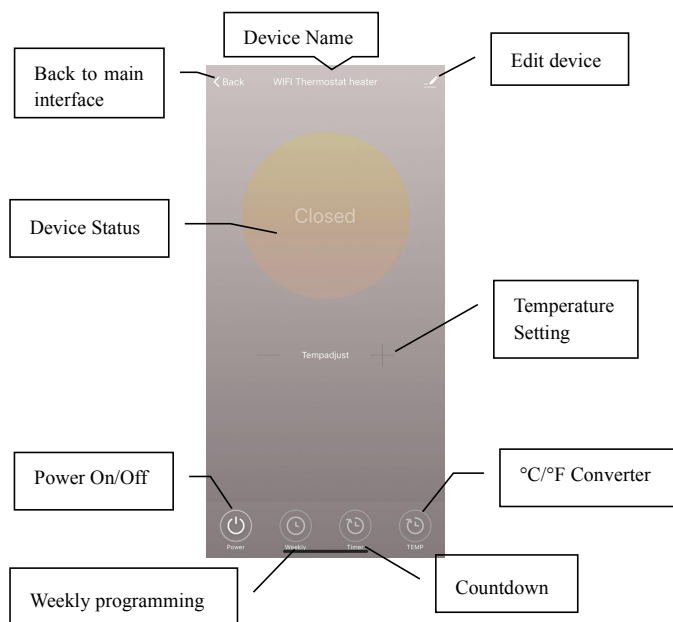 Device Name
Back to main
interface
Edit device
Back
WIFI Thermostat heater
Device Status
Closed
Temperature
Setting
Tempadjust
Power On/Off
°C/°F Converter
Power
Weekly
Timer
TEMP
Weekly programming
Countdown